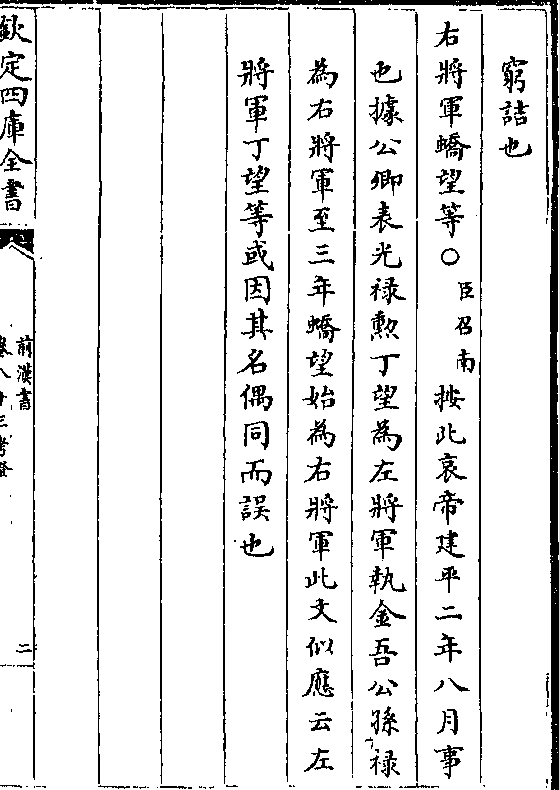 窮詰也
右將軍蟜望等○臣召南按此哀帝建平二年八月事
也據公卿表光祿勲丁望為左將軍執金吾公孫祿
為右將軍至三年蟜望始為右將軍此文似應云左
將軍丁望等或因其名偶同而誤也
欽定四庫全書
前漢書
卷八十三考證
二